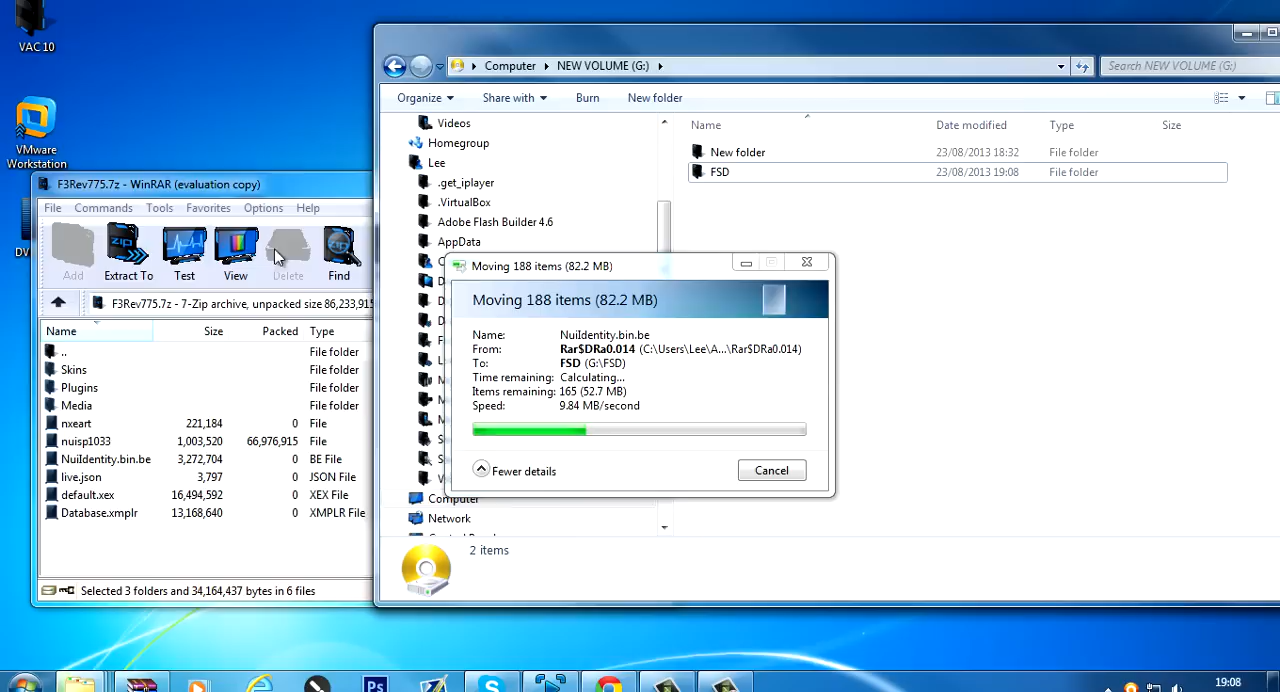 VAC 10
VMware
Workstation
DV
F3Rev775.7z - WinRAR (evaluation copy)
File Commands Tools Favorites Options Help
Add Extract To Test View Delete Find
F3Rev775.7z - 7-Zip archive, unpacked size 86,233,915
Name Size Packed Type
.. File folder
Skins File folder
Plugins File folder
Media File folder
nxeart 221,184 0 File
nuisp1033 1,003,520 66,976,915 File
NuiIdentity.bin.be 3,272,704 0 BE File
live.json 3,797 0 JSON File
default.xex 16,494,592 0 XEX File
Database.xmplr 13,168,640 0 XMPLR File
Selected 3 folders and 34,164,437 bytes in 6 files
Computer NEW VOLUME (G:)
Search NEW VOLUME (G:)
Organize Share with Burn New folder
Videos
Homegroup
Lee
.get_iplayer
.VirtualBox
Adobe Flash Builder 4.6
AppData
Computer
Network
Name Date modified Type Size
New folder 23/08/2013 18:32 File folder
FSD 23/08/2013 19:08 File folder
2 items
Moving 188 items (82.2 MB)
Moving 188 items (82.2 MB)
Name: NuiIdentity.bin.be
From: Rar$DRa0.014 (C:\Users\Lee\A...\Rar$DRa0.014)
To: FSD (G:\FSD)
Time remaining: Calculating...
Items remaining: 165 (52.7 MB)
Speed: 9.84 MB/second
Fewer details
Cancel
Ps
19:08